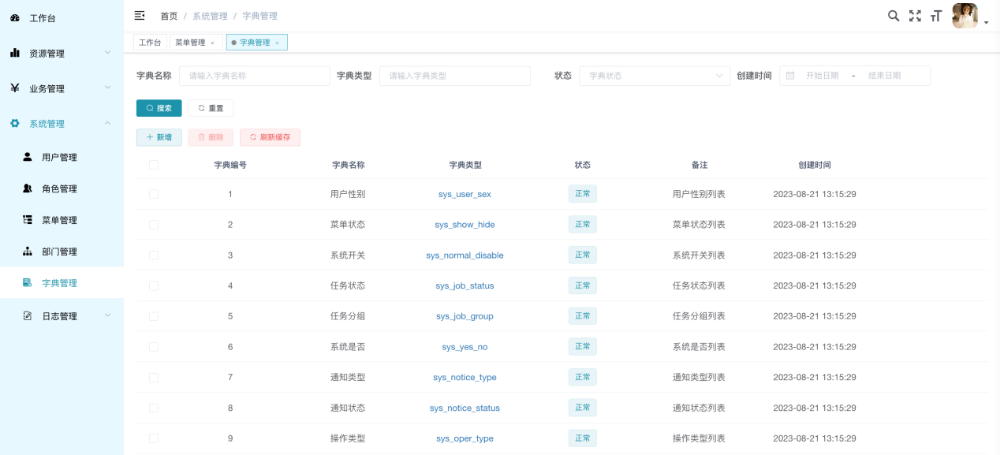 工作台
资源管理
业务管理
系统管理
用户管理
角色管理
菜单管理
部门管理
字典管理
日志管理
首页 / 系统管理 / 字典管理
工作台 菜单管理 × 字典管理 ×
字典名称 请输入字典名称 字典类型 请输入字典类型 状态 字典状态 创建时间 开始日期 - 结束日期
搜索 重置
+ 新增 删除 刷新缓存
字典编号 字典名称 字典类型 状态 备注 创建时间
1 用户性别 sys_user_sex 正常 用户性别列表 2023-08-21 13:15:29
2 菜单状态 sys_show_hide 正常 菜单状态列表 2023-08-21 13:15:29
3 系统开关 sys_normal_disable 正常 系统开关列表 2023-08-21 13:15:29
4 任务状态 sys_job_status 正常 任务状态列表 2023-08-21 13:15:29
5 任务分组 sys_job_group 正常 任务分组列表 2023-08-21 13:15:29
6 系统是否 sys_yes_no 正常 系统是否列表 2023-08-21 13:15:29
7 通知类型 sys_notice_type 正常 通知类型列表 2023-08-21 13:15:29
8 通知状态 sys_notice_status 正常 通知状态列表 2023-08-21 13:15:29
9 操作类型 sys_oper_type 正常 操作类型列表 2023-08-21 13:15:29